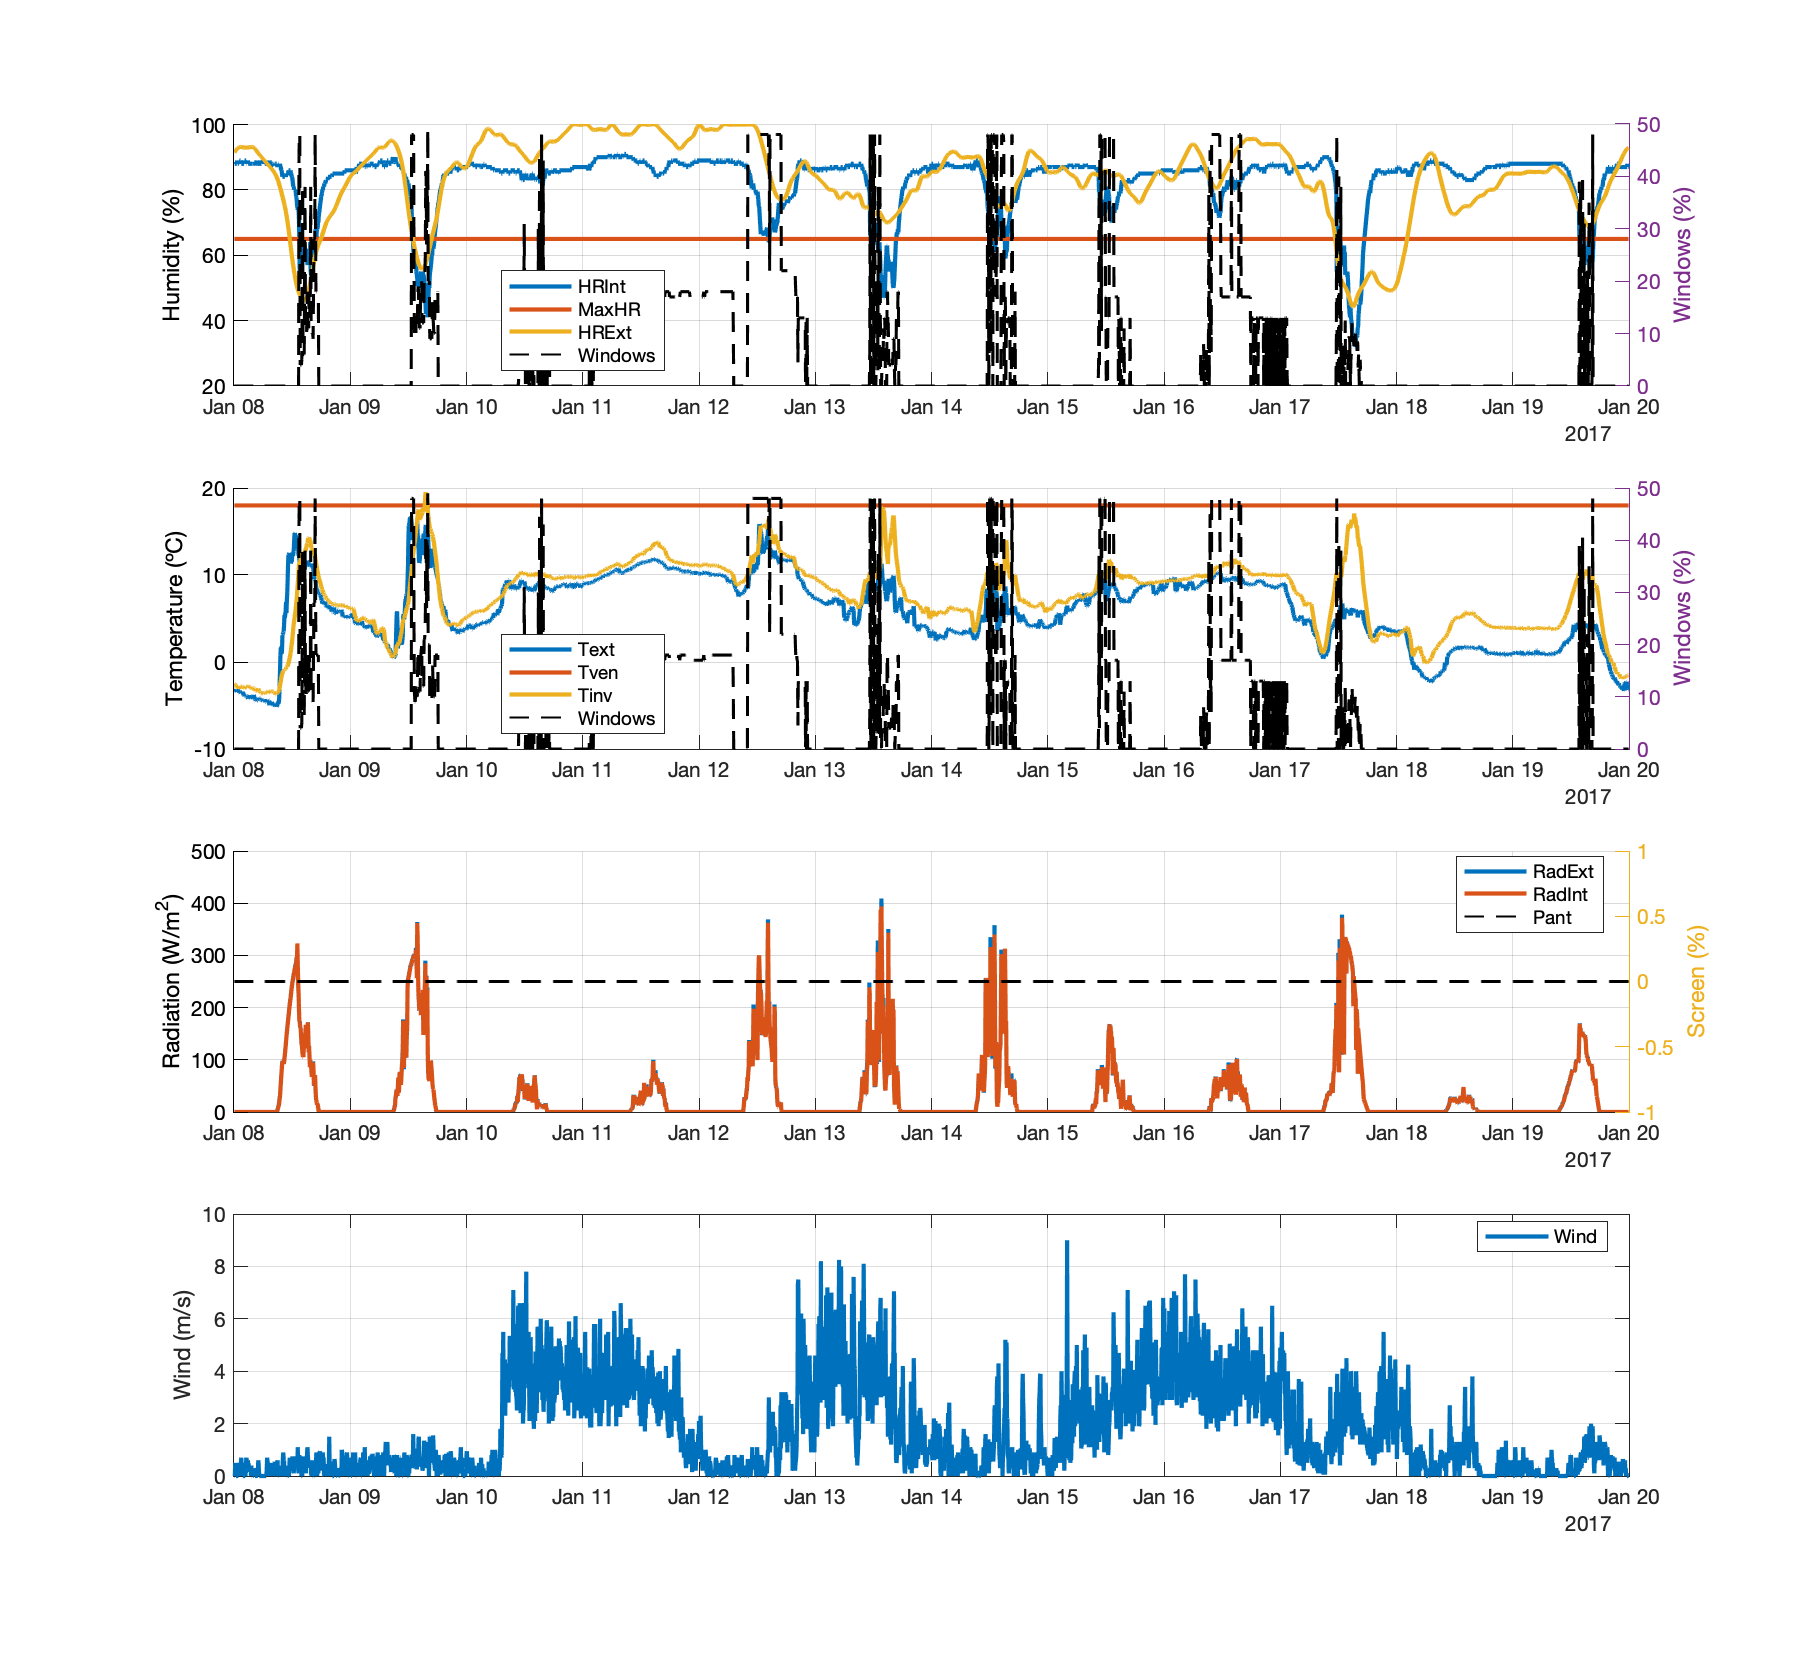 100
80
60
40
20
Humidity (%)
50
40
30
20
10
0
Windows (%)
HRInt
MaxHR
HRExt
Windows
Jan 08 Jan 09 Jan 10 Jan 11 Jan 12 Jan 13 Jan 14 Jan 15 Jan 16 Jan 17 Jan 18 Jan 19 Jan 20
2017
20
10
0
-10
Temperature (ºC)
50
40
30
20
10
0
Windows (%)
Text
Tven
Tinv
Windows
Jan 08 Jan 09 Jan 10 Jan 11 Jan 12 Jan 13 Jan 14 Jan 15 Jan 16 Jan 17 Jan 18 Jan 19 Jan 20
2017
500
400
300
200
100
0
Radiation (W/m²)
1
0.5
0
-0.5
-1
Screen (%)
RadExt
RadInt
Pant
Jan 08 Jan 09 Jan 10 Jan 11 Jan 12 Jan 13 Jan 14 Jan 15 Jan 16 Jan 17 Jan 18 Jan 19 Jan 20
2017
10
8
6
4
2
0
Wind (m/s)
Wind
Jan 08 Jan 09 Jan 10 Jan 11 Jan 12 Jan 13 Jan 14 Jan 15 Jan 16 Jan 17 Jan 18 Jan 19 Jan 20
2017